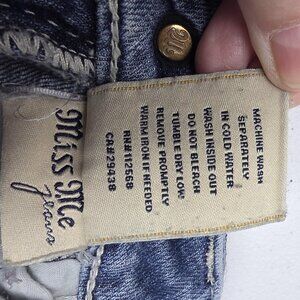 Miss Me
Jeans
MACHINE WASH
SEPARATELY
IN COLD WATER
WASH INSIDE OUT
DO NOT BLEACH
TUMBLE DRY LOW
REMOVE PROMPTLY
WARM IRON IF NEEDED
RN#112568
CA#29438